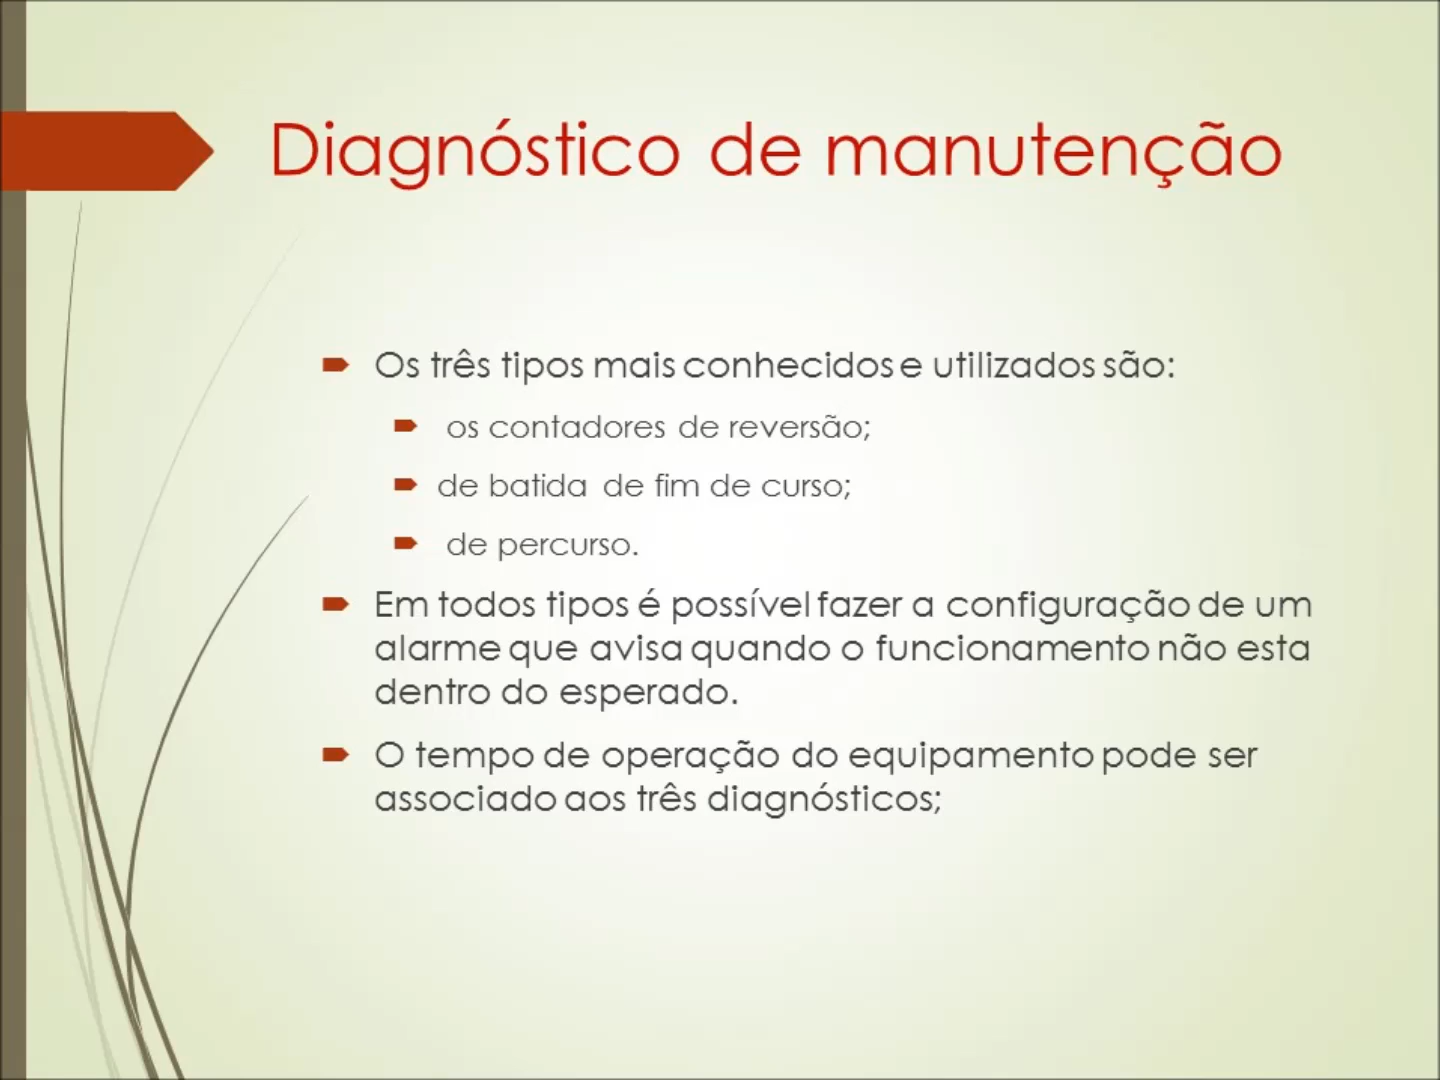 Diagnóstico de manutenção
Os três tipos mais conhecidos e utilizados são:
os contadores de reversão;
de batida de fim de curso;
de percurso.
Em todos tipos é possível fazer a configuração de um
alarme que avisa quando o funcionamento não esta
dentro do esperado.
O tempo de operação do equipamento pode ser
associado aos três diagnósticos;